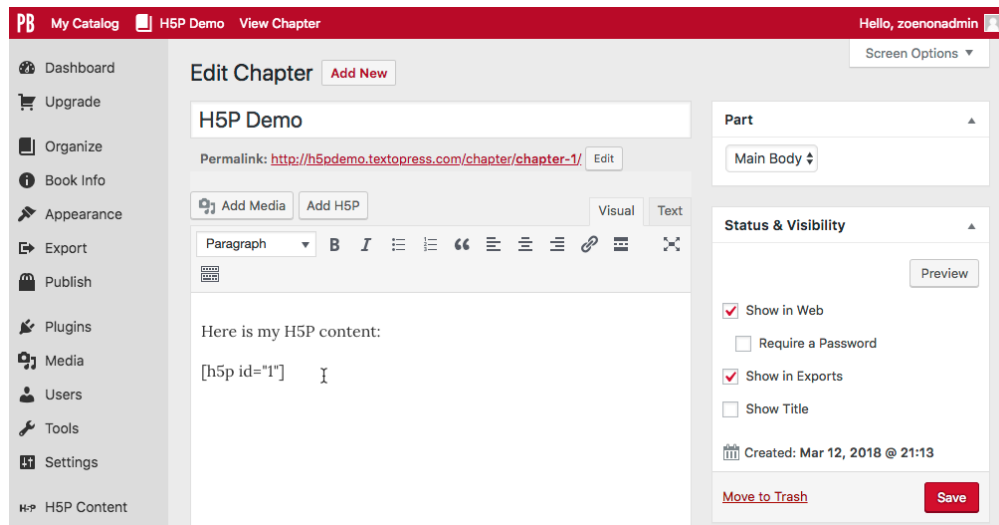 PB My Catalog H5P Demo View Chapter Hello, zoenonadmin
Screen Options ▼
Dashboard
Upgrade
Organize
Book Info
Appearance
Export
Publish
Plugins
Media
Users
Tools
Settings
H-P H5P Content
Edit Chapter Add New
H5P Demo
Permalink: http://h5pdemo.textopress.com/chapter/chapter-1/ Edit
Add Media Add H5P
Visual Text
Paragraph B I
Here is my H5P content:
[h5p id="1"]
Part
Main Body
Status & Visibility
Preview
Show in Web
Require a Password
Show in Exports
Show Title
Created: Mar 12, 2018 @ 21:13
Move to Trash Save